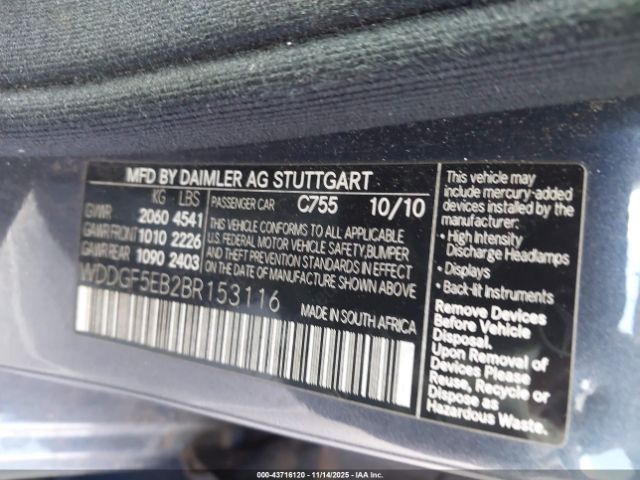 MFD BY DAIMLER AG STUTTGART
KG LBS
GWR 2060 4541
GAWR FRONT 1010 2226
GAWR REAR 1090 2403
PASSENGER CAR C755 10/10
THIS VEHICLE CONFORMS TO ALL APPLICABLE
U.S. FEDERAL MOTOR VEHICLE SAFETY, BUMPER
AND THEFT PREVENTION STANDARDS IN EFFECT
ON THE DATE OF MANUFACTURE SHOWN ABOVE
WDDGF5EB2BR153116
MADE IN SOUTH AFRICA
This vehicle may
include mercury-added
devices installed by the
manufacturer:
• High Intensity
Discharge Headlamps
• Displays
• Back-lit Instruments
Remove Devices
Before Vehicle
Disposal.
Upon Removal of
Devices Please
Reuse, Recycle or
Dispose as
Hazardous Waste.
000-43716120 - 11/14/2025 - IAAI.COM